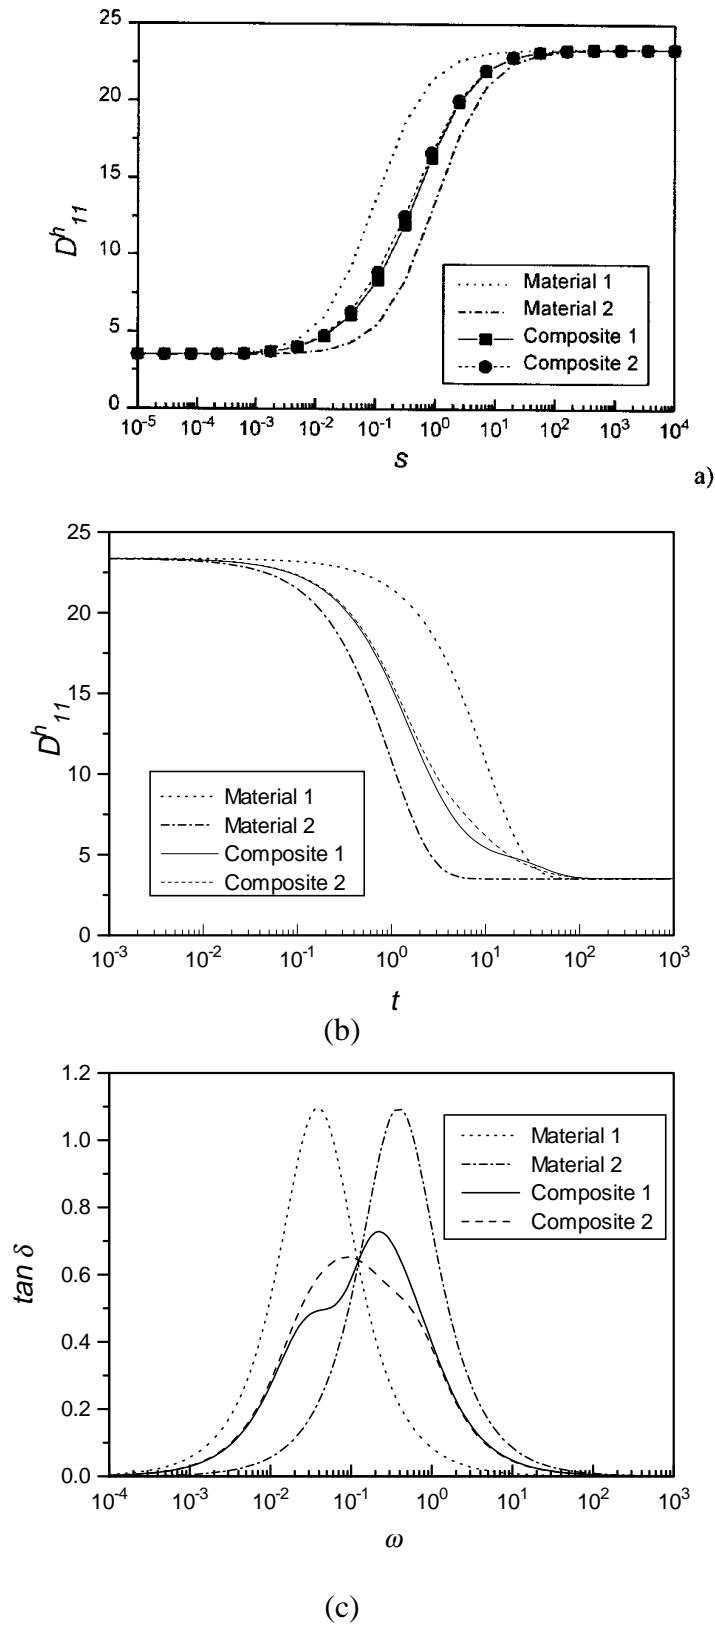 25
20
15
10
5
0
D^h_11
Material 1
Material 2
Composite 1
Composite 2
10^-5 10^-4 10^-3 10^-2 10^-1 10^0 10^1 10^2 10^3 10^4
s
a)
25
20
15
10
5
0
D^h_11
Material 1
Material 2
Composite 1
Composite 2
10^-3 10^-2 10^-1 10^0 10^1 10^2 10^3
t
(b)
1.2
1.0
0.8
0.6
0.4
0.2
0.0
tan δ
Material 1
Material 2
Composite 1
Composite 2
10^-4 10^-3 10^-2 10^-1 10^0 10^1 10^2 10^3
ω
(c)